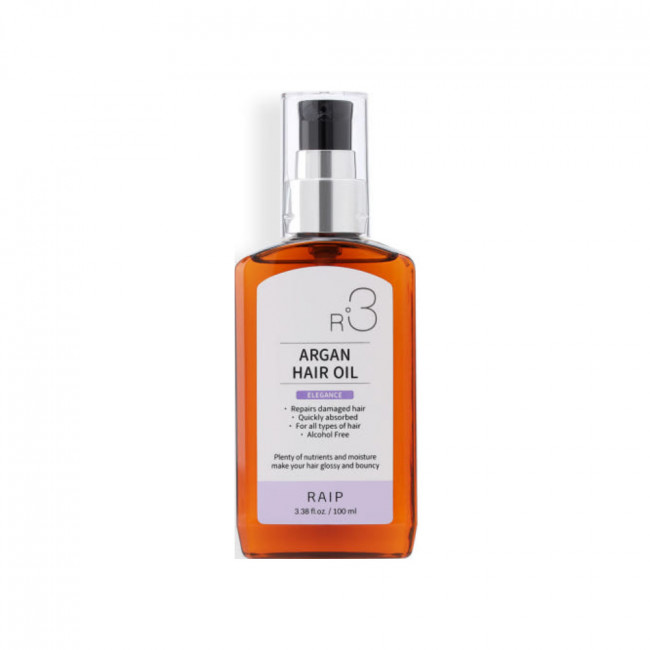 R°3
ARGAN
HAIR OIL
ELEGANCE
· Repairs damaged hair
· Quickly absorbed
· For all types of hair
· Alcohol Free
Plenty of nutrients and moisture
make your hair glossy and bouncy
RAIP
3.38 fl.oz. / 100 ml